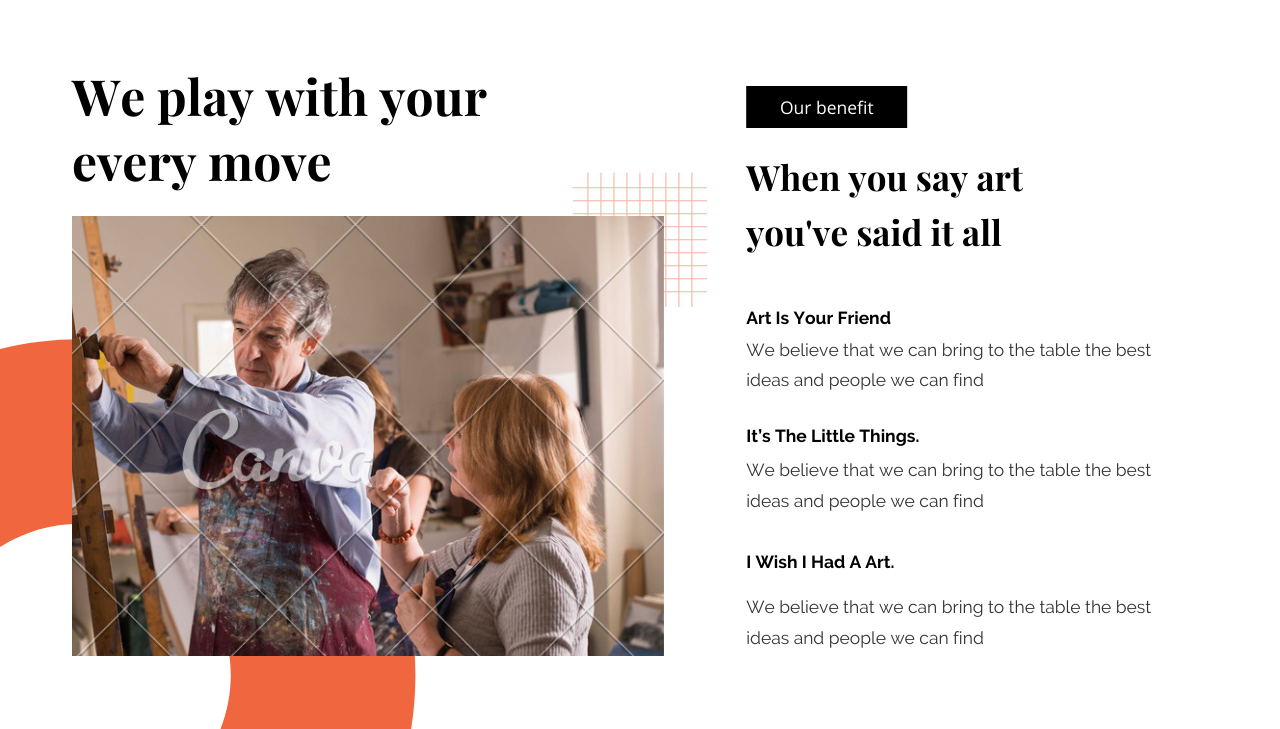 We play with your
every move
Canva
Our benefit
When you say art
you've said it all
Art Is Your Friend
We believe that we can bring to the table the best
ideas and people we can find
It’s The Little Things.
We believe that we can bring to the table the best
ideas and people we can find
I Wish I Had A Art.
We believe that we can bring to the table the best
ideas and people we can find